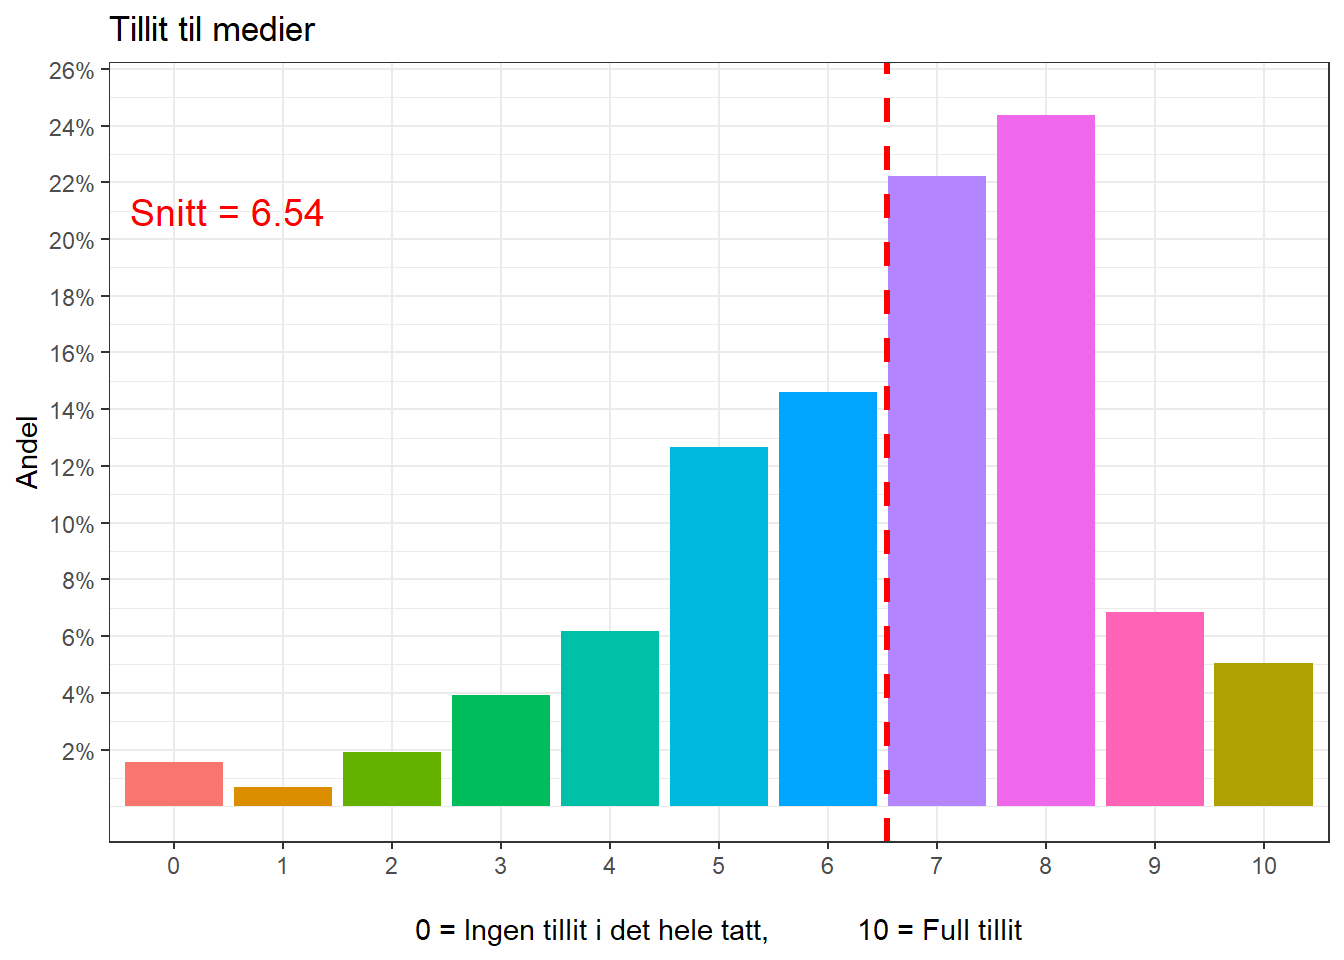 Tillit til medier
26%
24%
22%
20%
18%
16%
14%
12%
10%
8%
6%
4%
2%
Andel
Snitt = 6.54
0 1 2 3 4 5 6 7 8 9 10
0 = Ingen tillit i det hele tatt, 10 = Full tillit